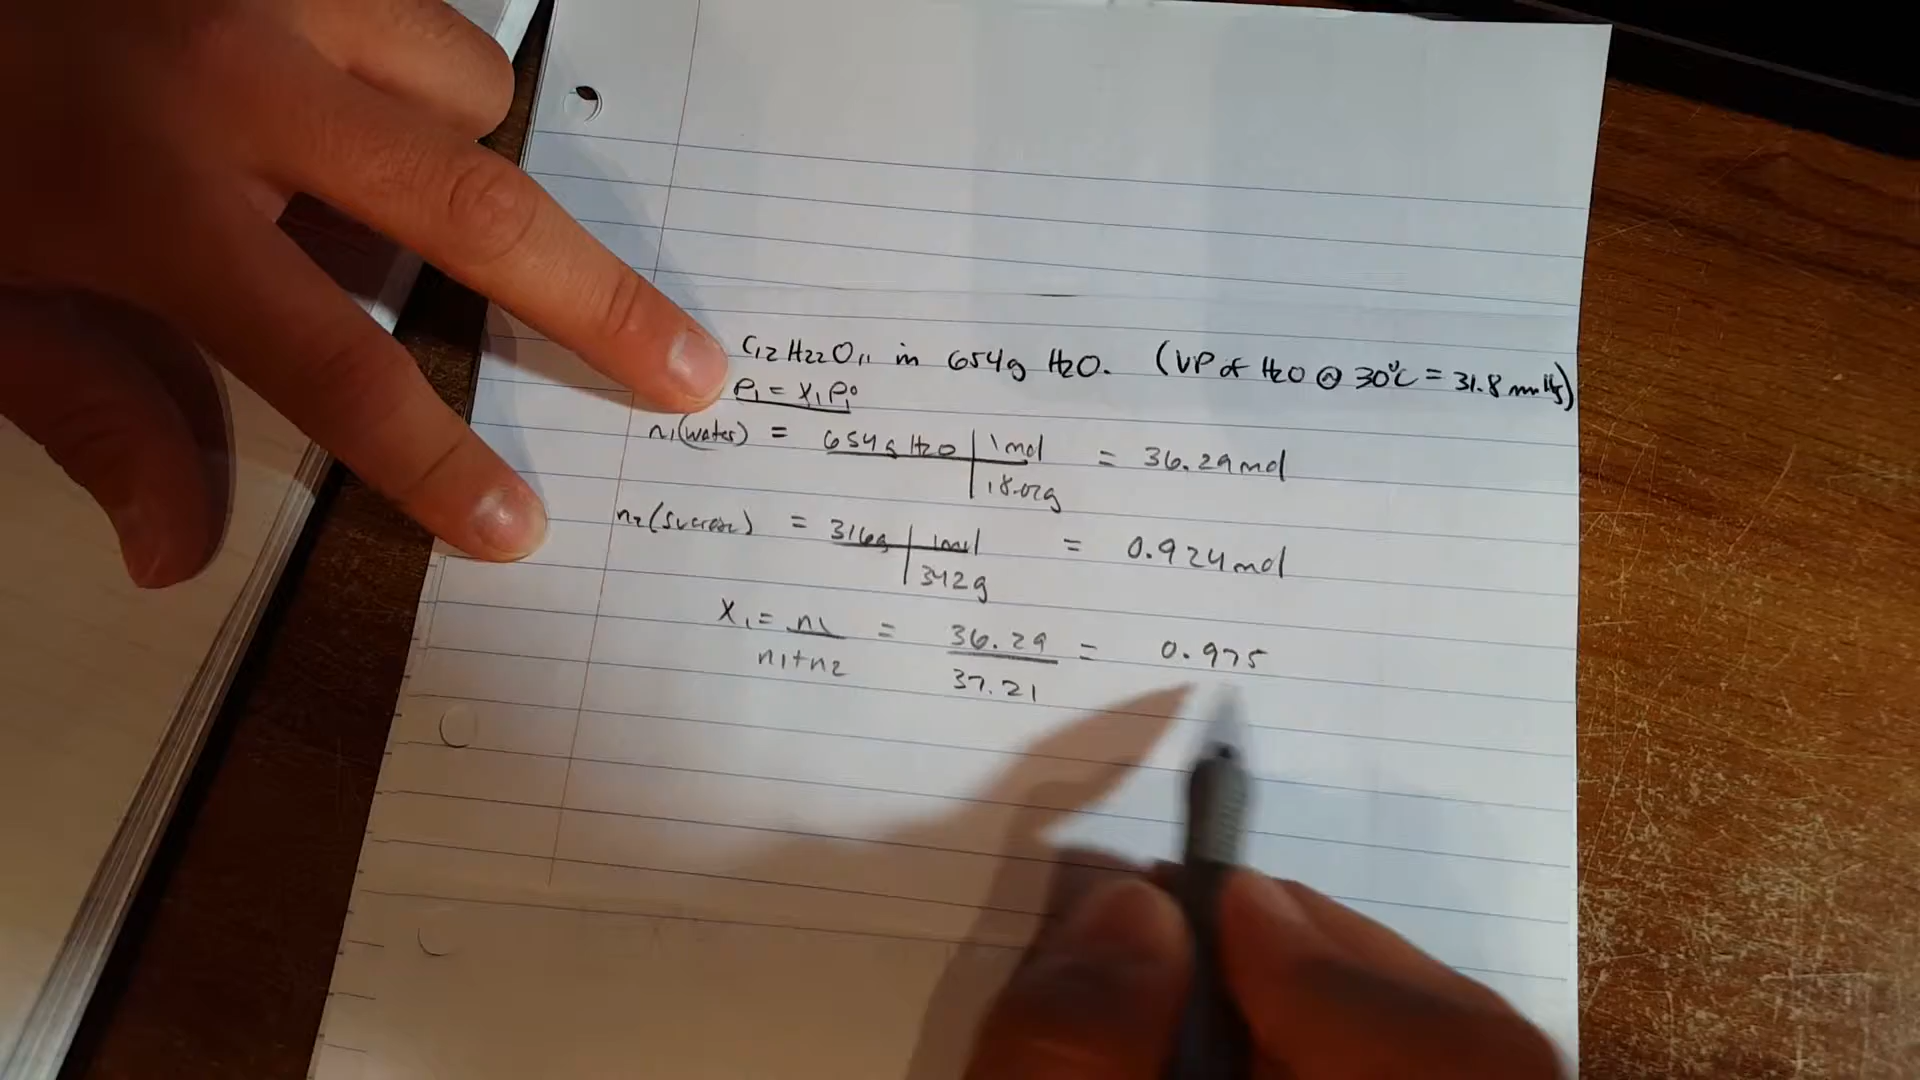 C12H22O11 in 654g H2O. (VP of H2O @ 30°C = 31.8 mmHg)
P1 = X1P1°
n1(water) = 654g H2O | 1mol = 36.29mol
18.02g
n2(sucrose) = 316g | 1mol = 0.924mol
342g
X1 = n1 = 36.29 = 0.975
n1+n2 37.21